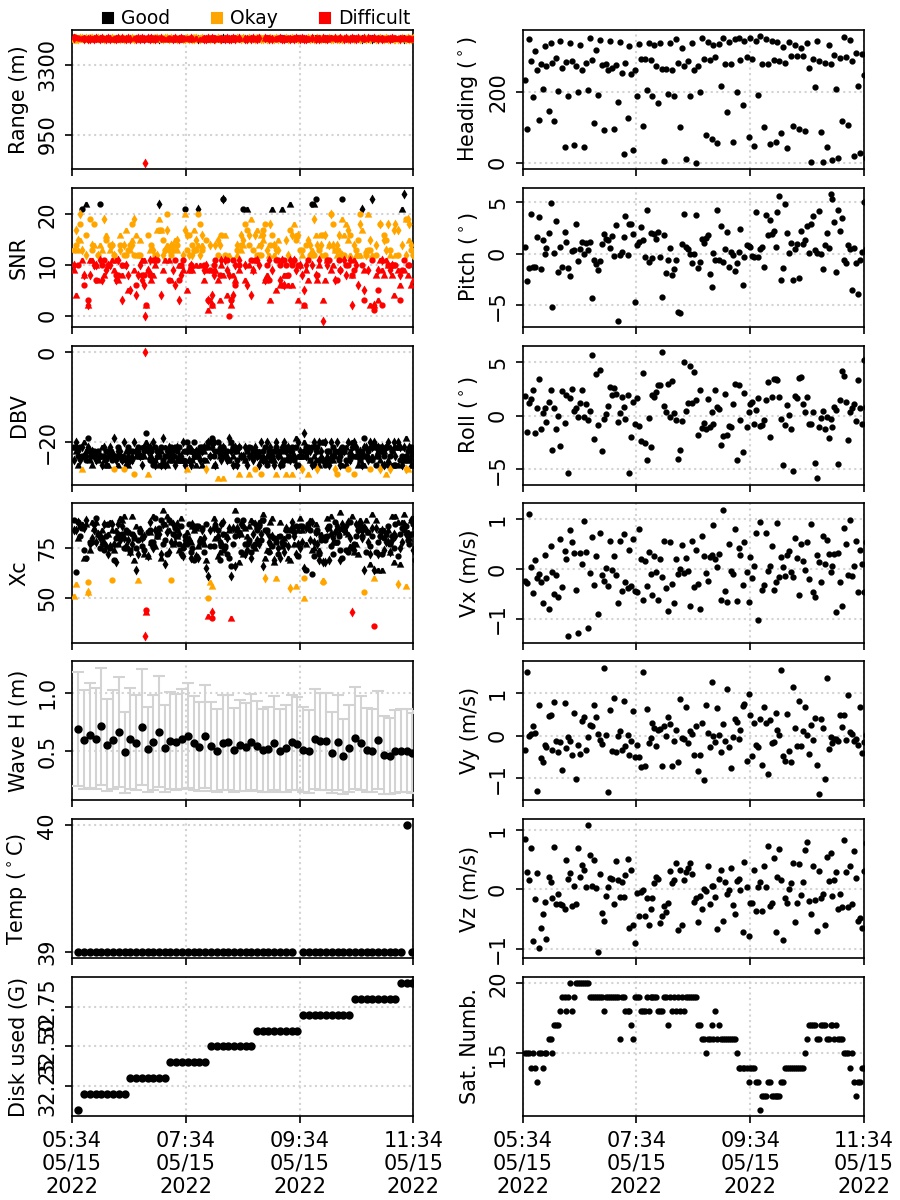 Good Okay Difficult
Range (m)
3300
950
Heading (°)
200
0
SNR
20
10
0
Pitch (°)
5
0
−5
DBV
0
−20
Roll (°)
5
0
−5
Xc
75
50
Vx (m/s)
1
0
−1
Wave H (m)
1.0
0.5
Vy (m/s)
1
0
−1
Temp (°C)
40
39
Vz (m/s)
1
0
−1
Disk used (G)
Sat. Numb.
20
15
05:34 07:34 09:34 11:34
05/15 05/15 05/15 05/15
2022 2022 2022 2022
05:34 07:34 09:34 11:34
05/15 05/15 05/15 05/15
2022 2022 2022 2022